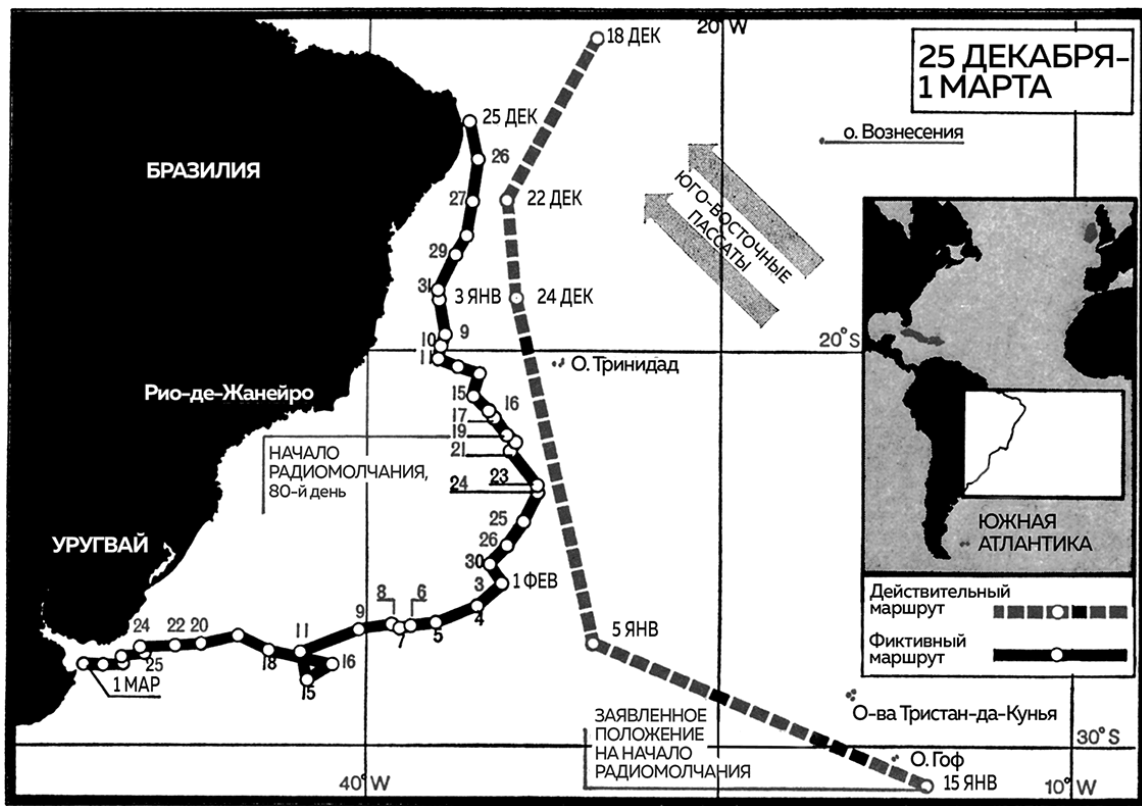 20°W
18 ДЕК
25 ДЕКАБРЯ–
1 МАРТА
25 ДЕК
о. Вознесения
26
БРАЗИЛИЯ
27
22 ДЕК
ЮГО-ВОСТОЧНЫЕ
ПАССАТЫ
29
31
3 ЯНВ
24 ДЕК
9
10
11
20°S
О. Тринидад
15
16
Рио-де-Жанейро
17
19
21
НАЧАЛО
РАДИОМОЛЧАНИЯ,
80-й день
23
24
25
26
30
УРУГВАЙ
ЮЖНАЯ
АТЛАНТИКА
3
1 ФЕВ
4
8
6
7
5
9
11
Действительный
маршрут
Фиктивный
маршрут
24
22
20
18
16
15
25
1 МАР
5 ЯНВ
О-ва Тристан-да-Кунья
ЗАЯВЛЕННОЕ
ПОЛОЖЕНИЕ
НА НАЧАЛО
РАДИОМОЛЧАНИЯ
30°S
О. Гоф
15 ЯНВ
40°W
10°W